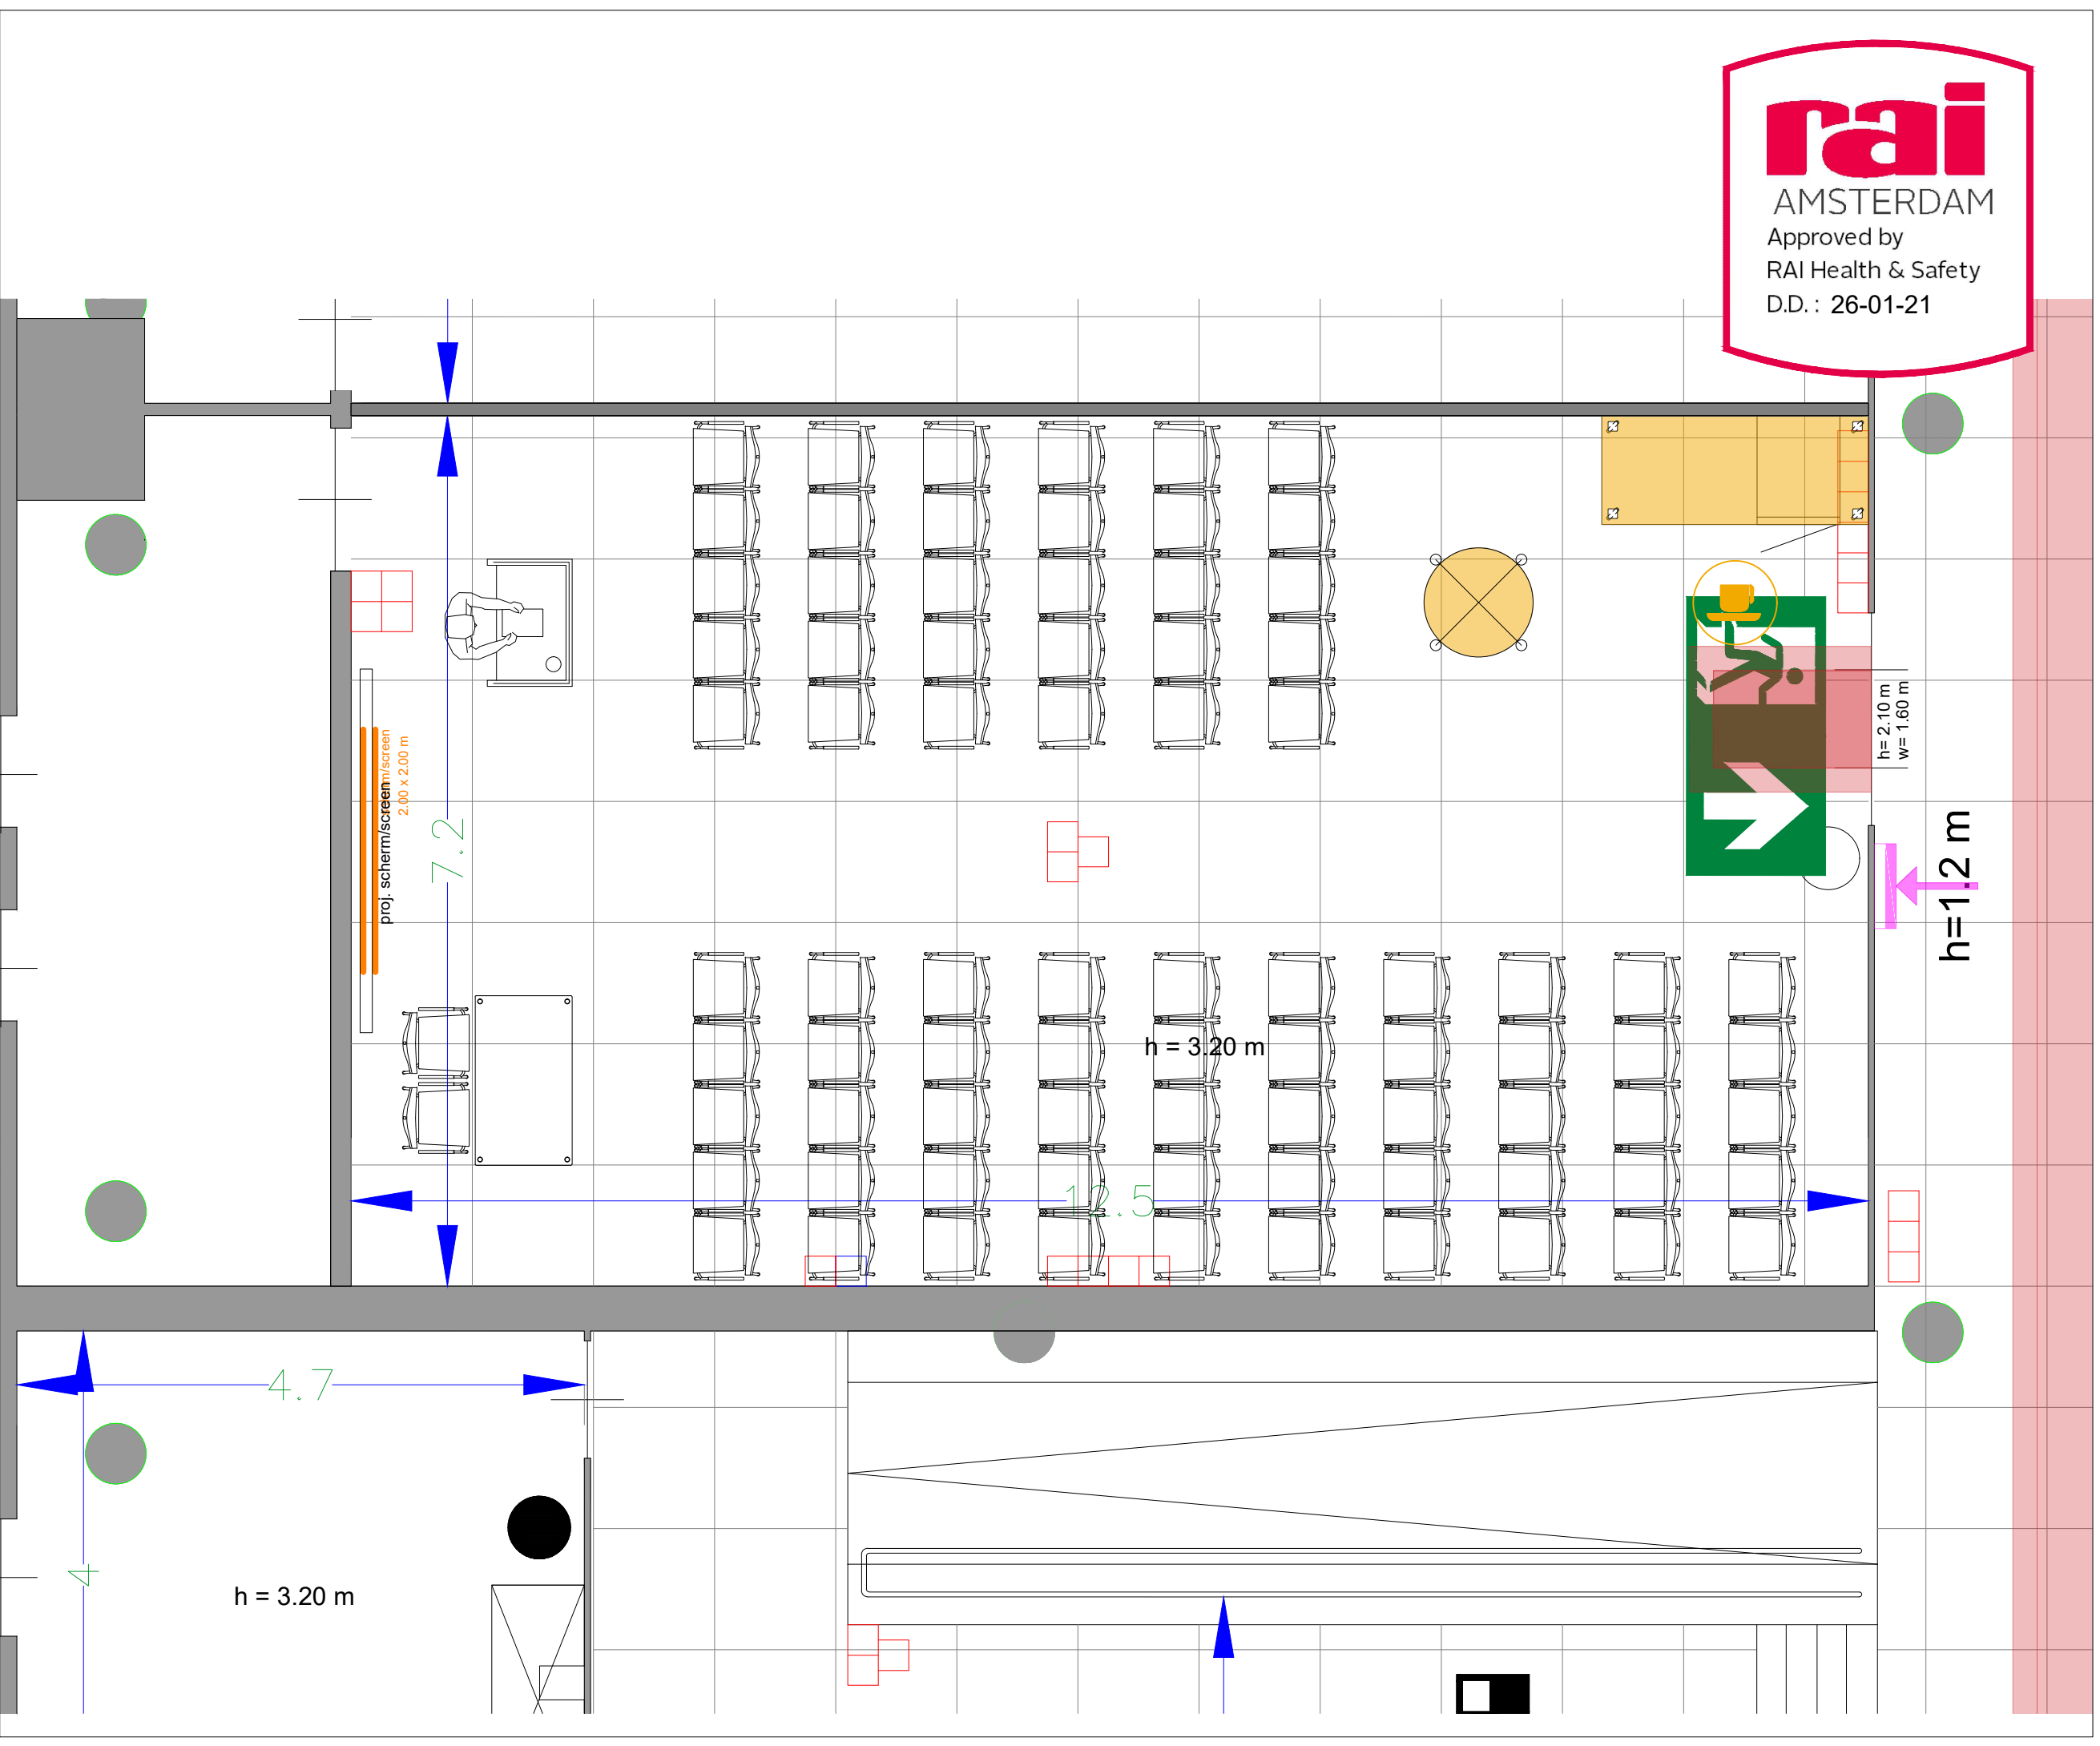 rai
AMSTERDAM
Approved by
RAI Health & Safety
D.D. : 26-01-21
h= 2.10 m
w= 1.60 m
proj. scherm/screen
2.00 x 2.00 m
7.2
h=1.2 m
h = 3.20 m
12.5
4.7
4
h = 3.20 m